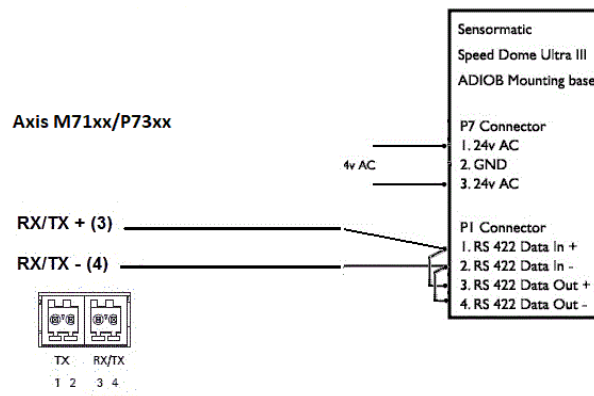 Sensormatic
Speed Dome Ultra III
ADIOB Mounting base
Axis M71xx/P73xx
P7 Connector
1. 24v AC
4v AC
2. GND
3. 24v AC
RX/TX + (3)
P1 Connector
1. RS 422 Data In +
RX/TX - (4)
2. RS 422 Data In -
3. RS 422 Data Out +
4. RS 422 Data Out -
TX RX/TX
1 2 3 4